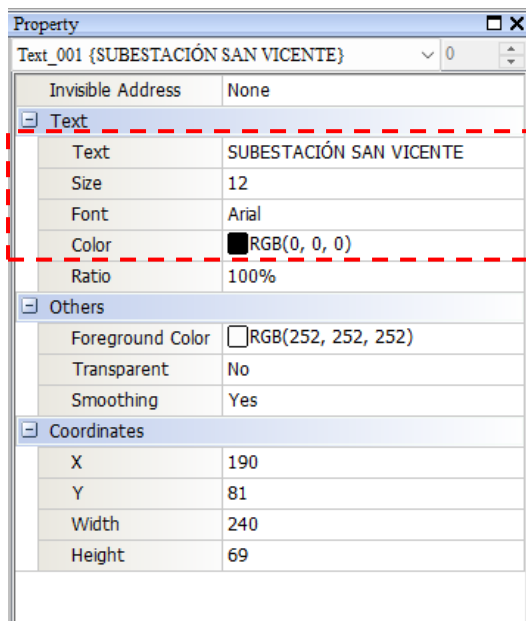 Property
Text_001 {SUBESTACIÓN SAN VICENTE} 0
Invisible Address None
Text
Text SUBESTACIÓN SAN VICENTE
Size 12
Font Arial
Color RGB(0, 0, 0)
Ratio 100%
Others
Foreground Color RGB(252, 252, 252)
Transparent No
Smoothing Yes
Coordinates
X 190
Y 81
Width 240
Height 69